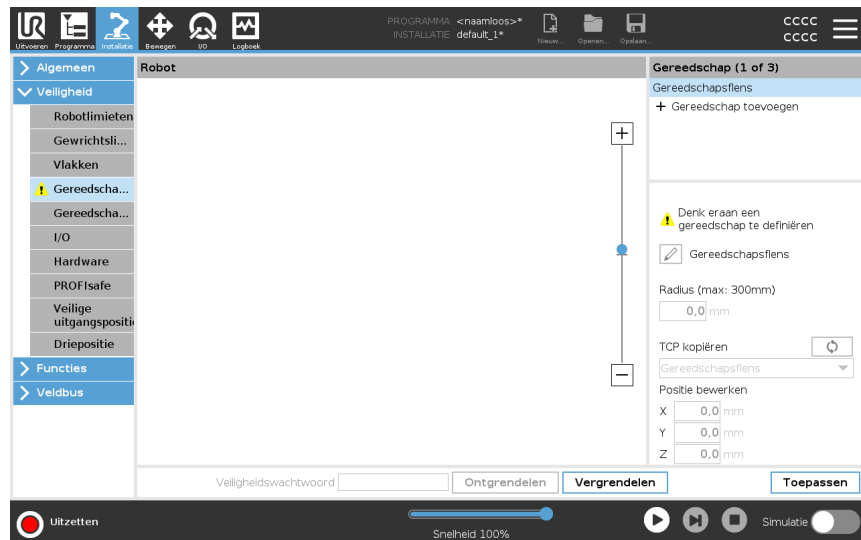 PROGRAMMA <naamloos>*
INSTALLATIE default_1*
Uitvoeren Programma Installatie Bewegen I/O Logboek Nieuw... Openen... Opslaan...
cccc
cccc
Algemeen
Veiligheid
Robotlimieten
Gewrichtsli...
Vlakken
Gereedscha...
Gereedscha...
I/O
Hardware
PROFIsafe
Veilige
uitgangspositi
Driepositie
Functies
Veldbus
Robot
Gereedschap (1 of 3)
Gereedschapsflens
+ Gereedschap toevoegen
Denk eraan een
gereedschap te definiëren
Gereedschapsflens
Radius (max: 300mm)
0,0 mm
TCP kopiëren
Gereedschapsflens
Positie bewerken
X 0,0 mm
Y 0,0 mm
Z 0,0 mm
Veiligheidswachtwoord Ontgrendelen Vergrendelen Toepassen
Uitzetten
Snelheid 100%
Simulatie